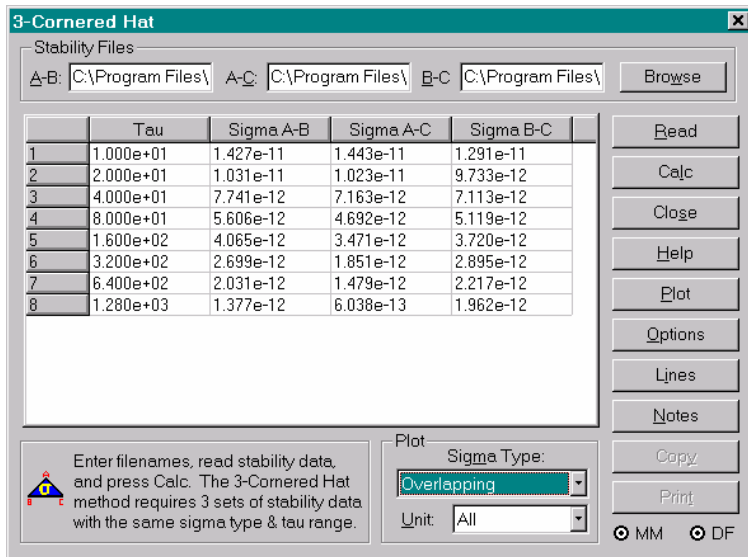 3-Cornered Hat
Stability Files
A-B: C:\Program Files\ A-C: C:\Program Files\ B-C C:\Program Files\ Browse
Tau Sigma A-B Sigma A-C Sigma B-C
1 1.000e+01 1.427e-11 1.443e-11 1.291e-11
2 2.000e+01 1.031e-11 1.023e-11 9.733e-12
3 4.000e+01 7.741e-12 7.163e-12 7.113e-12
4 8.000e+01 5.606e-12 4.692e-12 5.119e-12
5 1.600e+02 4.065e-12 3.471e-12 3.720e-12
6 3.200e+02 2.699e-12 1.851e-12 2.895e-12
7 6.400e+02 2.031e-12 1.479e-12 2.217e-12
8 1.280e+03 1.377e-12 6.038e-13 1.962e-12
Read
Calc
Close
Help
Plot
Options
Lines
Notes
Copy
Print
MM DF
A
σ
B C
Enter filenames, read stability data,
and press Calc. The 3-Cornered Hat
method requires 3 sets of stability data
with the same sigma type & tau range.
Plot
Sigma Type:
Overlapping
Unit: All